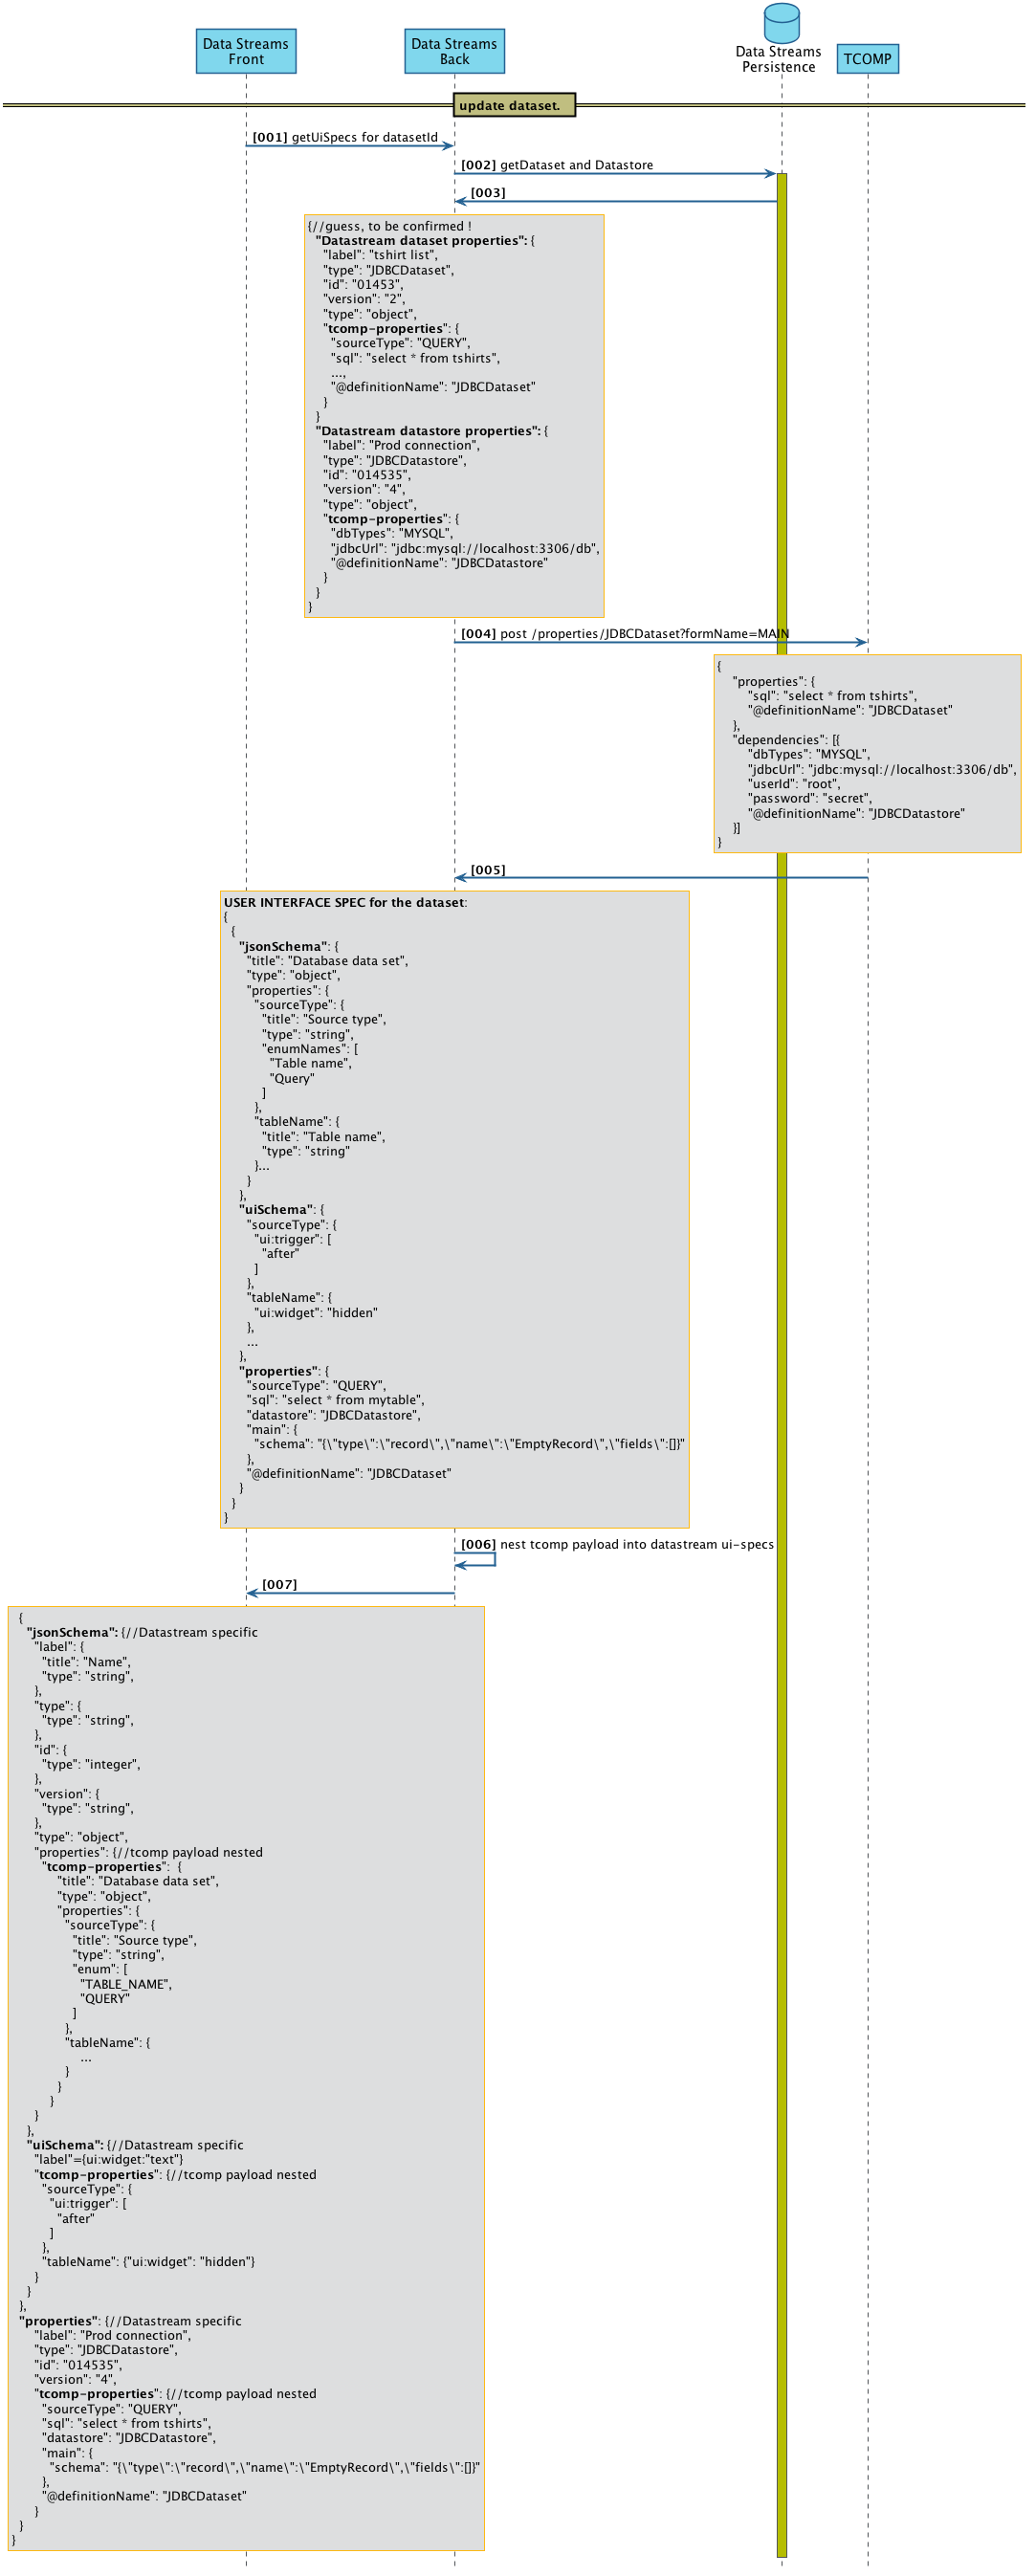 Data Streams
Front
Data Streams
Back
Data Streams
Persistence
TCOMP
update dataset.
[001] getUiSpecs for datasetId
[002] getDataset and Datastore
[003]
{//guess, to be confirmed !
"Datastream dataset properties": {
"label": "tshirt list",
"type": "JDBCDataset",
"id": "01453",
"version": "2",
"type": "object",
"tcomp-properties": {
"sourceType": "QUERY",
"sql": "select * from tshirts",
...,
"@definitionName": "JDBCDataset"
}
}
"Datastream datastore properties": {
"label": "Prod connection",
"type": "JDBCDatastore",
"id": "014535",
"version": "4",
"type": "object",
"tcomp-properties": {
"dbTypes": "MYSQL",
"jdbcUrl": "jdbc:mysql://localhost:3306/db",
"@definitionName": "JDBCDatastore"
}
}
}
[004] post /properties/JDBCDataset?formName=MAIN
{
"properties": {
"sql": "select * from tshirts",
"@definitionName": "JDBCDataset"
},
"dependencies": [{
"dbTypes": "MYSQL",
"jdbcUrl": "jdbc:mysql://localhost:3306/db",
"userId": "root",
"password": "secret",
"@definitionName": "JDBCDatastore"
}]
}
[005]
USER INTERFACE SPEC for the dataset:
{
{
"jsonSchema": {
"title": "Database data set",
"type": "object",
"properties": {
"sourceType": {
"title": "Source type",
"type": "string",
"enumNames": [
"Table name",
"Query"
]
},
"tableName": {
"title": "Table name",
"type": "string"
}...
}
},
"uiSchema": {
"sourceType": {
"ui:trigger": [
"after"
]
},
"tableName": {
"ui:widget": "hidden"
},
...
},
"properties": {
"sourceType": "QUERY",
"sql": "select * from mytable",
"datastore": "JDBCDatastore",
"main": {
"schema": "{\"type\":\"record\",\"name\":\"EmptyRecord\",\"fields\":[]}"
},
"@definitionName": "JDBCDataset"
}
}
}
[006] nest tcomp payload into datastream ui-specs
[007]
{
"jsonSchema": {//Datastream specific
"label": {
"title": "Name",
"type": "string",
},
"type": {
"type": "string",
},
"id": {
"type": "integer",
},
"version": {
"type": "string",
},
"type": "object",
"properties": {//tcomp payload nested
"tcomp-properties": {
"title": "Database data set",
"type": "object",
"properties": {
"sourceType": {
"title": "Source type",
"type": "string",
"enum": [
"TABLE_NAME",
"QUERY"
]
},
"tableName": {
...
}
}
}
}
},
"uiSchema": {//Datastream specific
"label"={ui:widget:"text"}
"tcomp-properties": {//tcomp payload nested
"sourceType": {
"ui:trigger": [
"after"
]
},
"tableName": {"ui:widget": "hidden"}
}
}
},
"properties": {//Datastream specific
"label": "Prod connection",
"type": "JDBCDatastore",
"id": "014535",
"version": "4",
"tcomp-properties": {//tcomp payload nested
"sourceType": "QUERY",
"sql": "select * from tshirts",
"datastore": "JDBCDatastore",
"main": {
"schema": "{\"type\":\"record\",\"name\":\"EmptyRecord\",\"fields\":[]}"
},
"@definitionName": "JDBCDataset"
}
}
}